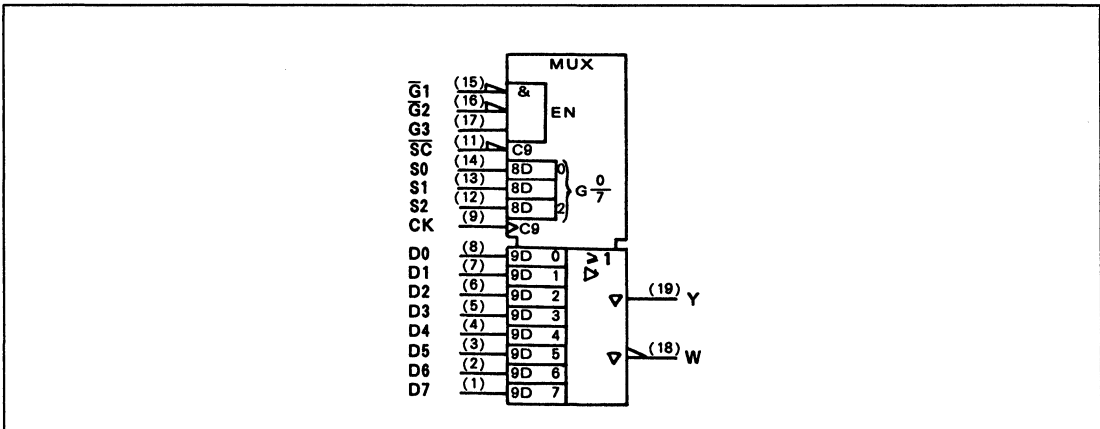 MUX
G̅1 (15) &
G̅2 (16) EN
G3 (17)
S̅C̅ (11) C9
S0 (14) 8D 0
S1 (13) 8D G 0/7
S2 (12) 8D 2
CK (9) C9
D0 (8) 9D 0 ≥1
D1 (7) 9D 1
D2 (6) 9D 2 (19) Y
D3 (5) 9D 3
D4 (4) 9D 4
D5 (3) 9D 5 (18) W
D6 (2) 9D 6
D7 (1) 9D 7